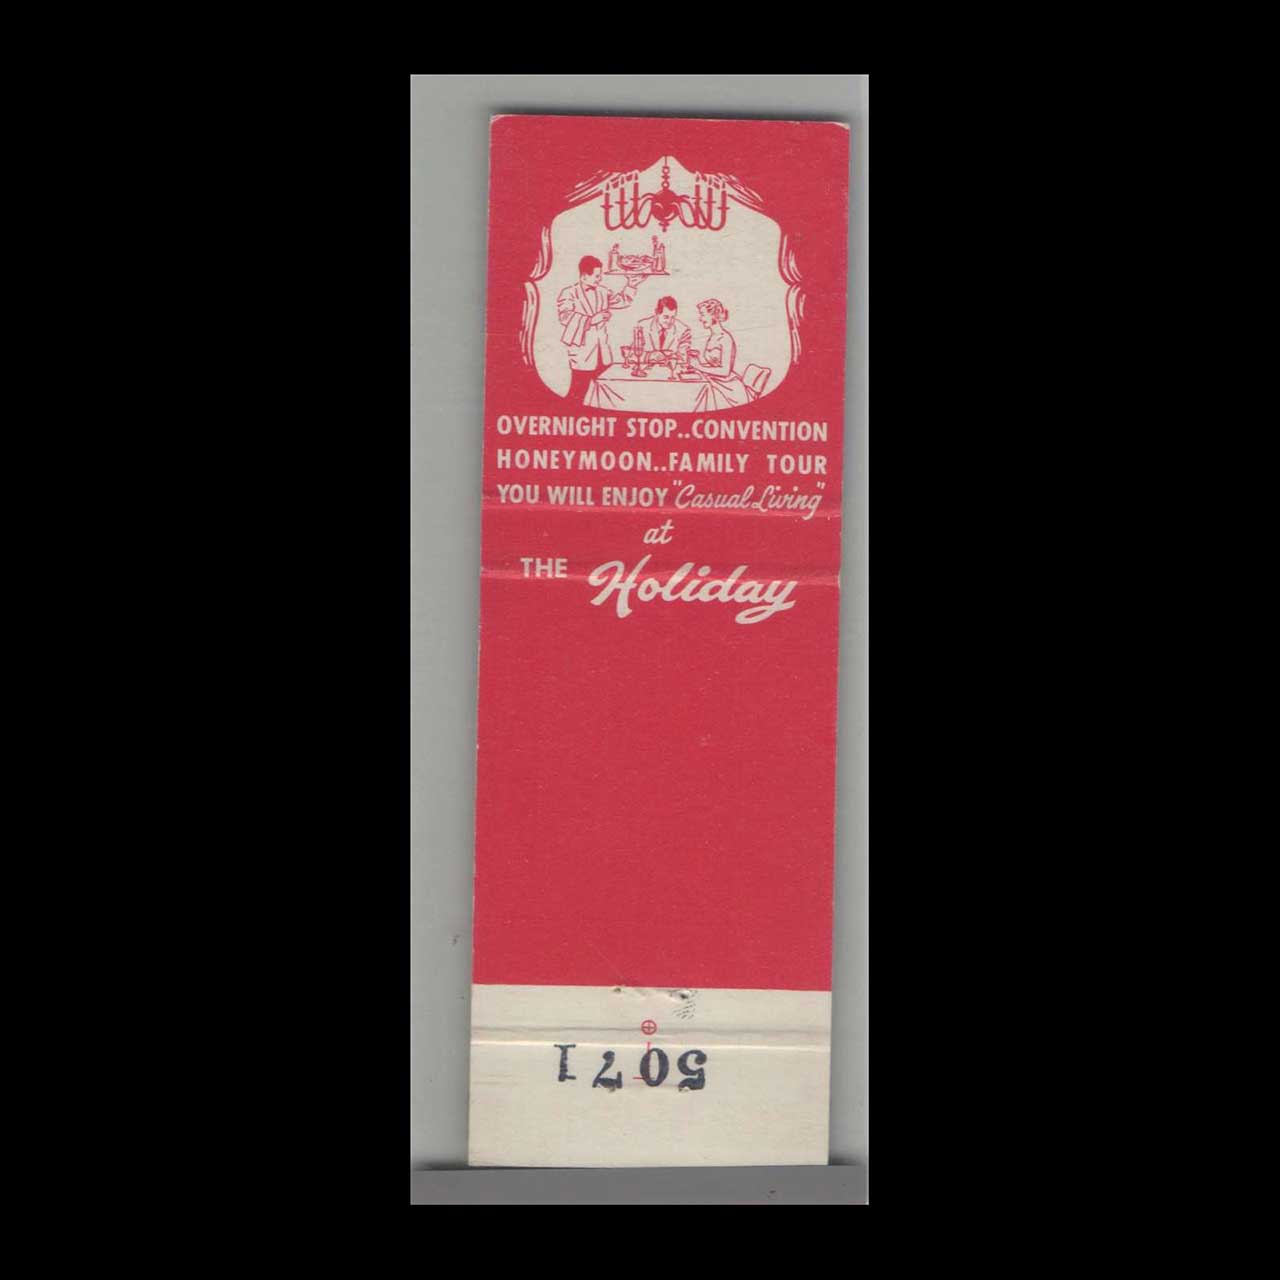 OVERNIGHT STOP..CONVENTION
HONEYMOON..FAMILY TOUR
YOU WILL ENJOY "Casual Living"
at
THE Holiday
5071